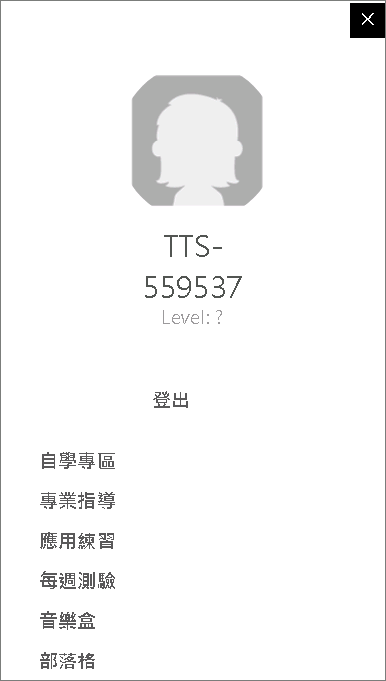 TTS-
559537
Level: ?
登出
自學專區
專業指導
應用練習
每週測驗
音樂盒
部落格